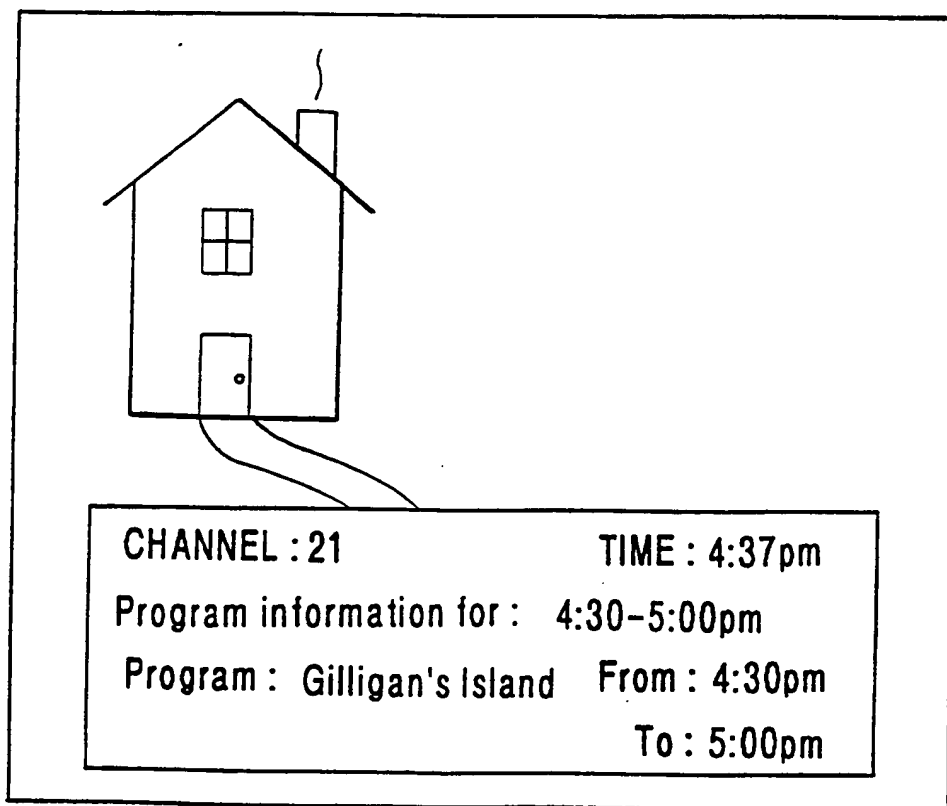 CHANNEL : 21 TIME : 4:37pm
Program information for : 4:30-5:00pm
Program : Gilligan's Island From : 4:30pm
To : 5:00pm